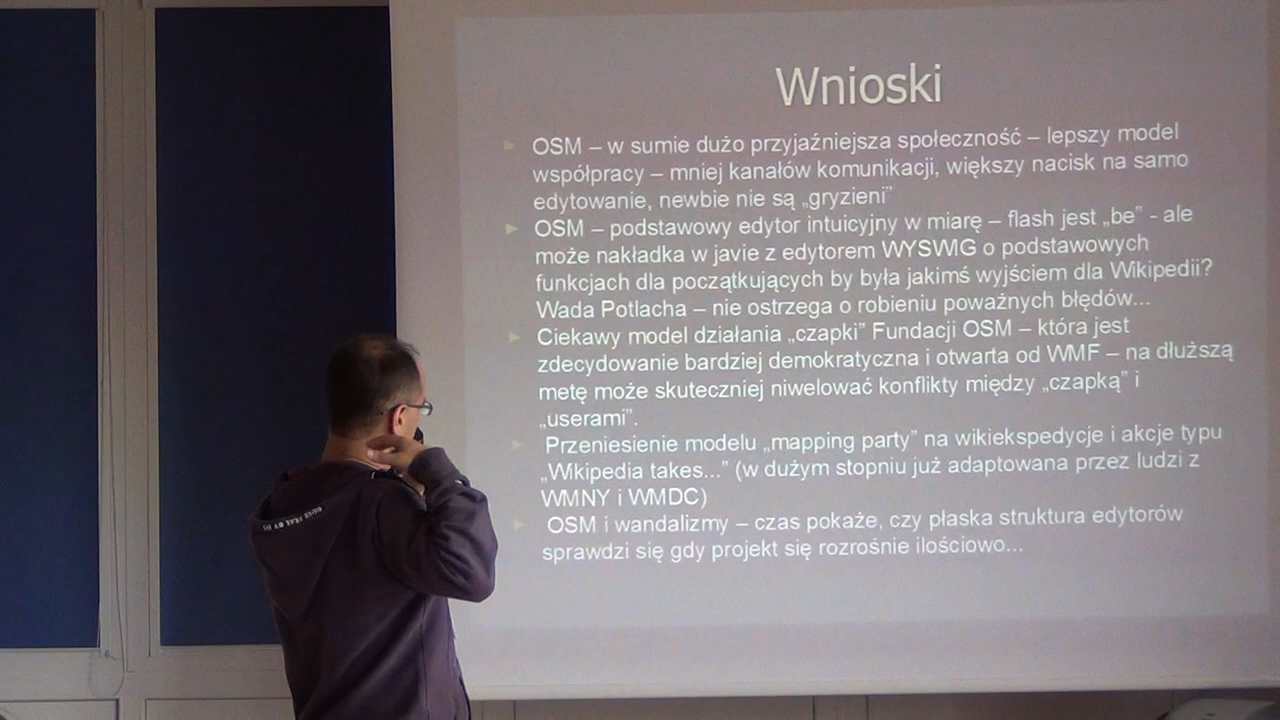 Wnioski
OSM – w sumie dużo przyjaźniejsza społeczność – lepszy model
współpracy – mniej kanałów komunikacji, większy nacisk na samo
edytowanie, newbie nie są „gryzieni”
OSM – podstawowy edytor intuicyjny w miarę – flash jest „be” - ale
może nakładka w javie z edytorem WYSWIG o podstawowych
funkcjach dla początkujących by była jakimś wyjściem dla Wikipedii?
Wada Potlacha – nie ostrzega o robieniu poważnych błędów...
Ciekawy model działania „czapki” Fundacji OSM – która jest
zdecydowanie bardziej demokratyczna i otwarta od WMF – na dłuższą
metę może skuteczniej niwelować konflikty między „czapką” i
„userami”.
Przeniesienie modelu „mapping party” na wikiekspedycje i akcje typu
„Wikipedia takes...” (w dużym stopniu już adaptowana przez ludzi z
WMNY i WMDC)
OSM i wandalizmy – czas pokaże, czy płaska struktura edytorów
sprawdzi się gdy projekt się rozrośnie ilościowo...